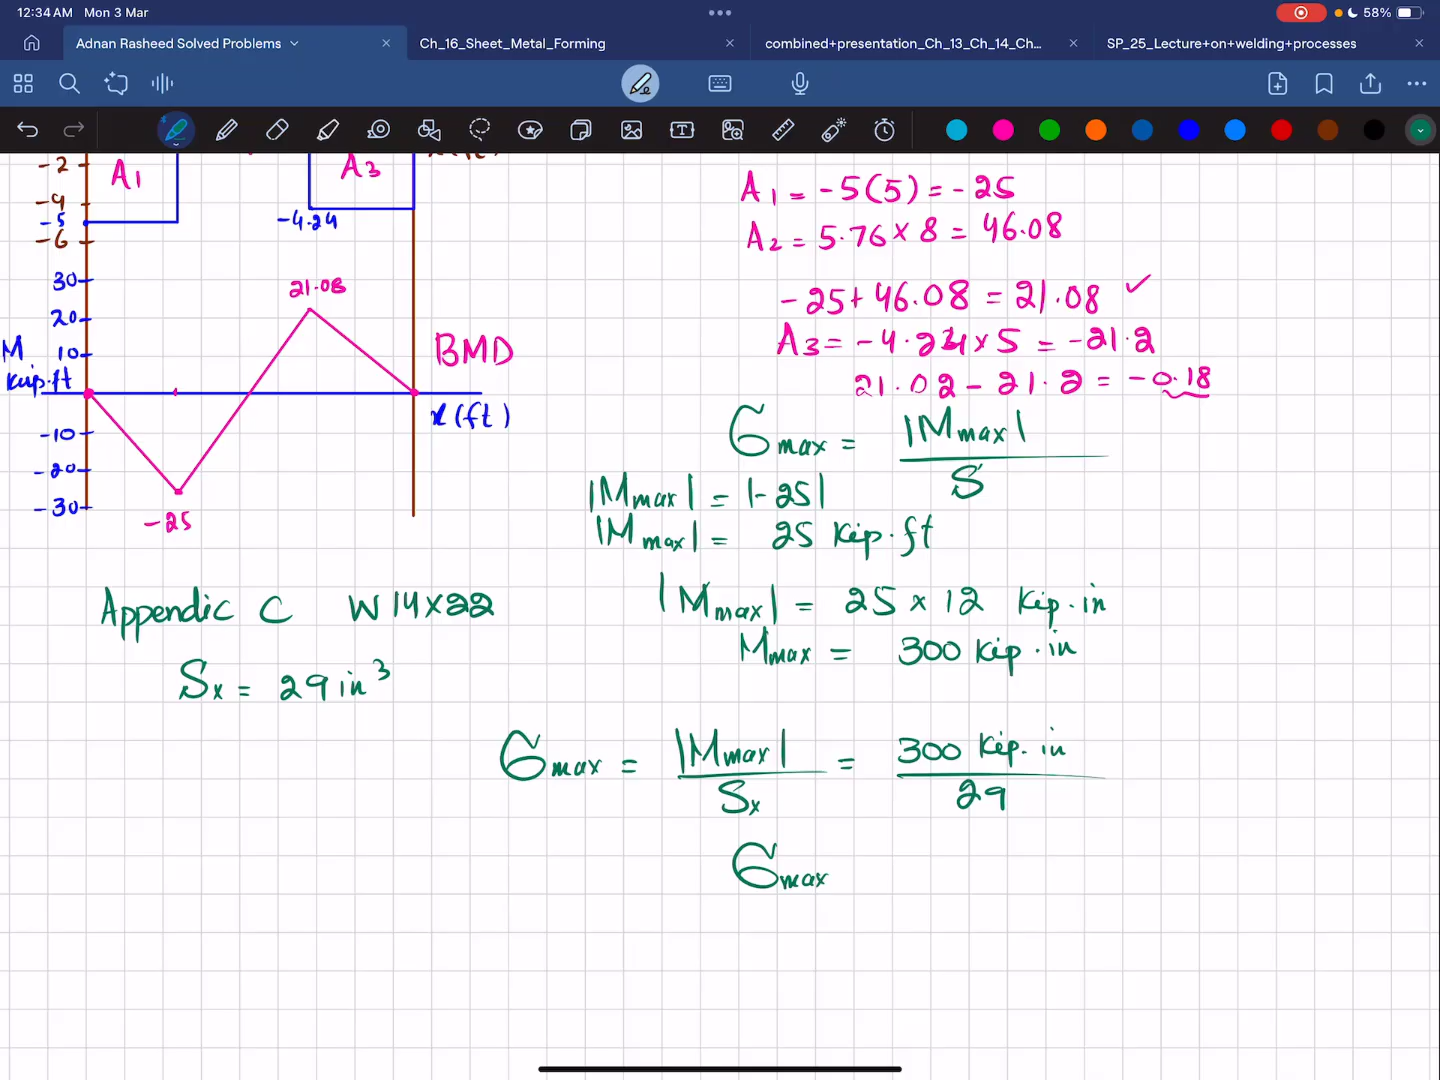 12:34 AM Mon 3 Mar
58%
Adnan Rasheed Solved Problems
Ch_16_Sheet_Metal_Forming
combined+presentation_Ch_13_Ch_14_Ch...
SP_25_Lecture+on+welding+processes
-2
A1
A3
-4
-5
-4.24
-6
30
20
10
M
kip.ft
-10
-20
-30
21.08
BMD
x(ft)
-25
A1 = -5(5) = -25
A2 = 5.76 × 8 = 46.08
-25 + 46.08 = 21.08 ✓
A3 = -4.24 × 5 = -21.2
21.02 - 21.2 = -0.18
σmax = |Mmax| / S
|Mmax| = |-25|
|Mmax| = 25 kip.ft
Appendic C W 14×22
|Mmax| = 25 × 12 kip.in
Mmax = 300 kip.in
Sx = 29 in³
σmax = |Mmax| / Sx = 300 kip.in / 29
σmax